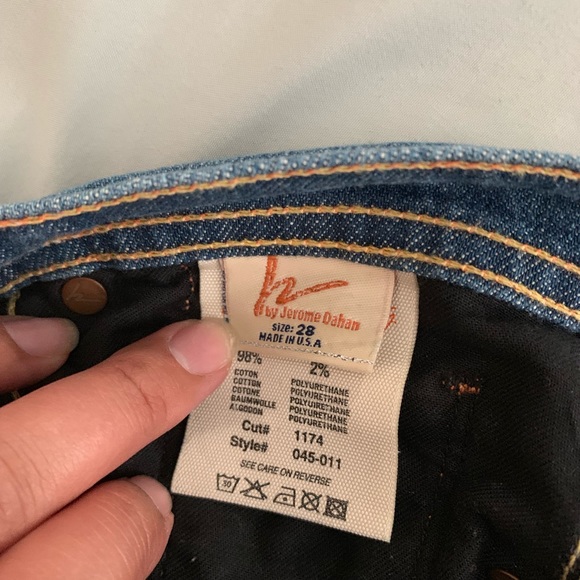 by Jerome Dahan
size: 28
MADE IN U.S.A
98% 2%
COTON POLYURETHANE
COTTON POLYURETHANE
COTONE POLIURETHANE
BAUMWOLLE POLYURETHANE
ALGODON POLYURETHANE
Cut# 1174
Style# 045-011
SEE CARE ON REVERSE
30